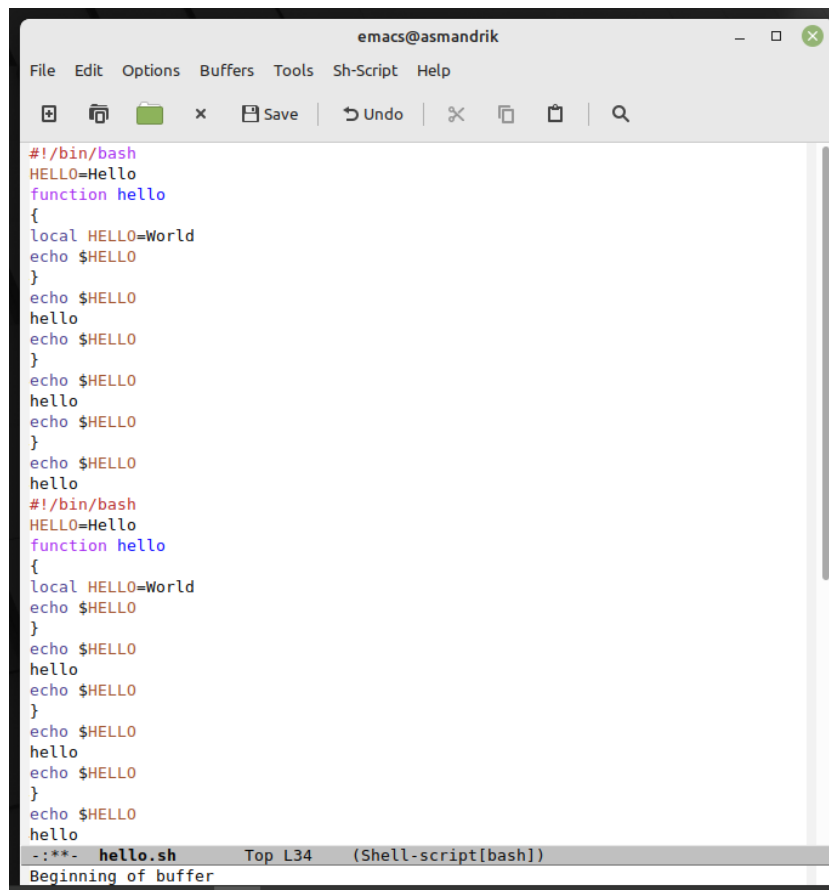 emacs@asmandrik
File Edit Options Buffers Tools Sh-Script Help
Save Undo
#!/bin/bash
HELLO=Hello
function hello
{
local HELLO=World
echo $HELLO
}
echo $HELLO
hello
echo $HELLO
}
echo $HELLO
hello
echo $HELLO
}
echo $HELLO
hello
#!/bin/bash
HELLO=Hello
function hello
{
local HELLO=World
echo $HELLO
}
echo $HELLO
hello
echo $HELLO
}
echo $HELLO
hello
echo $HELLO
}
echo $HELLO
hello
-:**- hello.sh Top L34 (Shell-script[bash])
Beginning of buffer